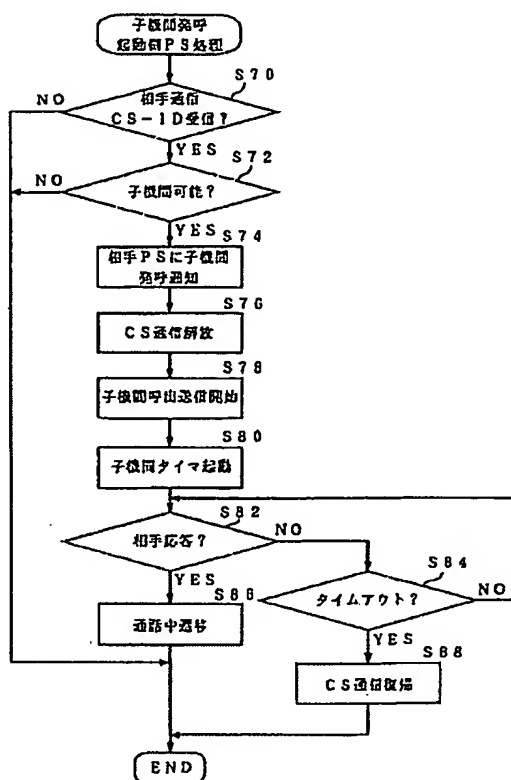 子機間発呼
起動側PS処理
S70
NO
相手通信
CS-ID受信?
YES
S72
NO
子機間可能?
YES
S74
相手PSに子機間
発呼通知
S76
CS通信解放
S78
子機間呼出送信開始
S80
子機間タイマ起動
S82
相手応答?
NO
YES
S84
タイムアウト?
NO
S86
通話中遷移
YES
S88
CS通信復帰
END